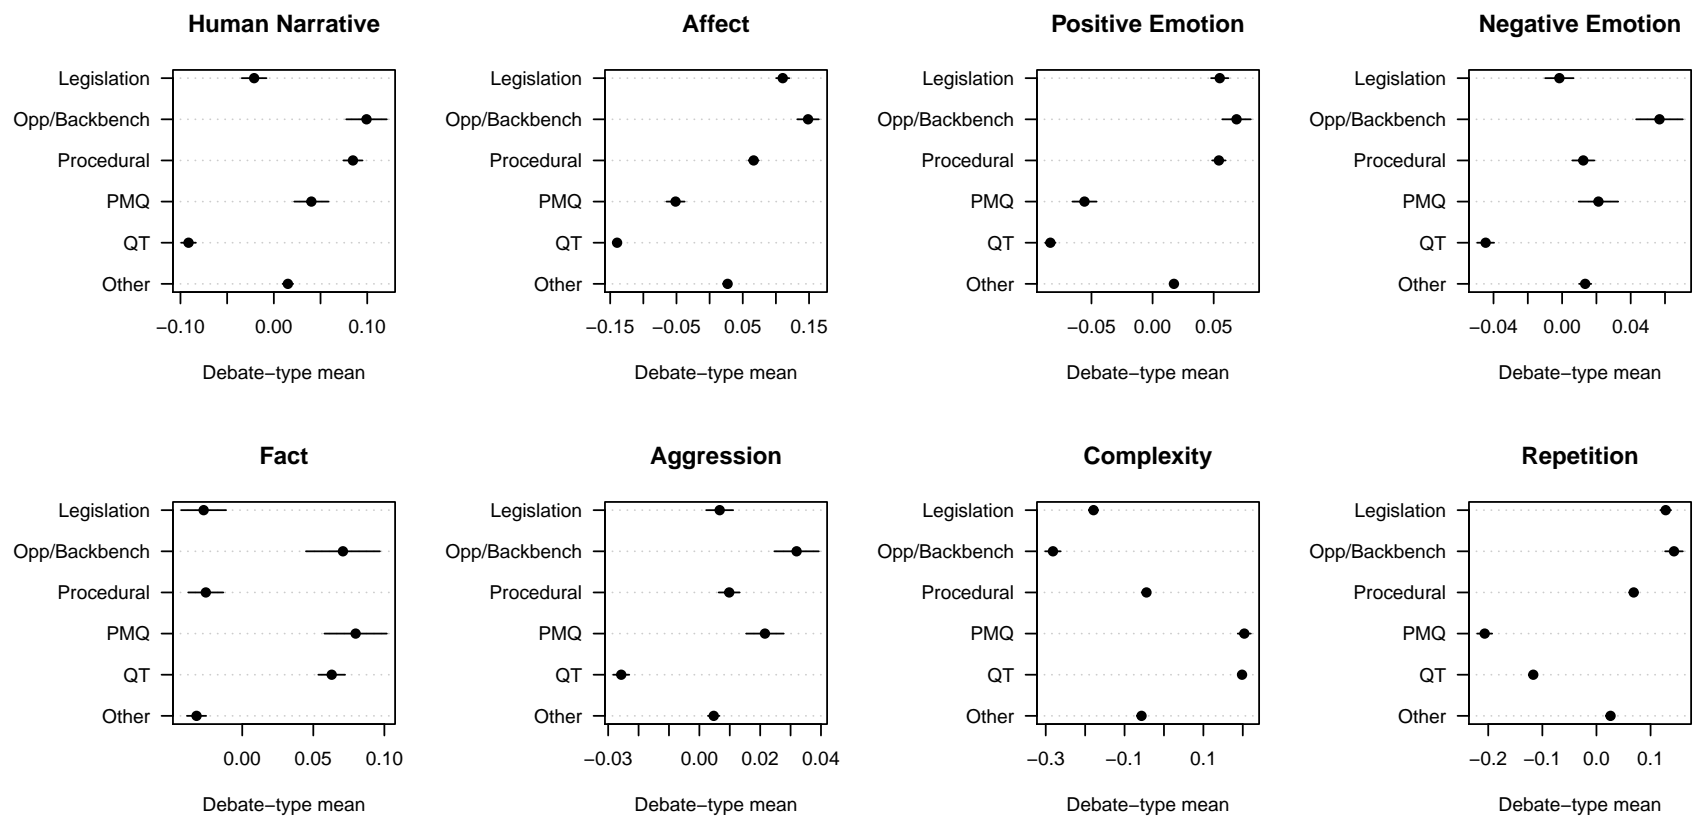 Human Narrative
Legislation
Opp/Backbench
Procedural
PMQ
QT
Other
−0.10 0.00 0.10
Debate−type mean
Affect
Legislation
Opp/Backbench
Procedural
PMQ
QT
Other
−0.15 −0.05 0.05 0.15
Debate−type mean
Positive Emotion
Legislation
Opp/Backbench
Procedural
PMQ
QT
Other
−0.05 0.00 0.05
Debate−type mean
Negative Emotion
Legislation
Opp/Backbench
Procedural
PMQ
QT
Other
−0.04 0.00 0.04
Debate−type mean
Fact
Legislation
Opp/Backbench
Procedural
PMQ
QT
Other
0.00 0.05 0.10
Debate−type mean
Aggression
Legislation
Opp/Backbench
Procedural
PMQ
QT
Other
−0.03 0.00 0.02 0.04
Debate−type mean
Complexity
Legislation
Opp/Backbench
Procedural
PMQ
QT
Other
−0.3 −0.1 0.1
Debate−type mean
Repetition
Legislation
Opp/Backbench
Procedural
PMQ
QT
Other
−0.2 −0.1 0.0 0.1
Debate−type mean